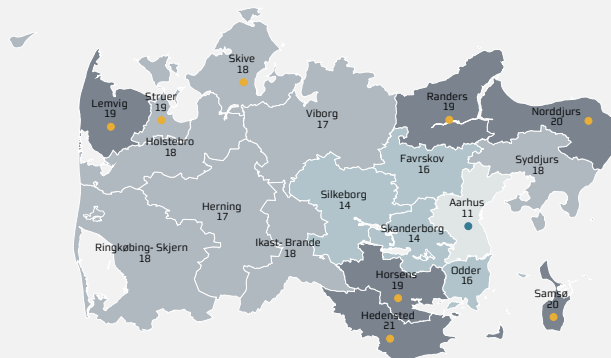 Skive
18
Lemvig
19
Struer
19
Randers
19
Norddjurs
20
Viborg
17
Holstebro
18
Favrskov
16
Syddjurs
18
Silkeborg
14
Aarhus
11
Herning
17
Skanderborg
14
Ringkøbing- Skjern
18
Ikast- Brande
18
Horsens
19
Odder
16
Samsø
20
Hedensted
21